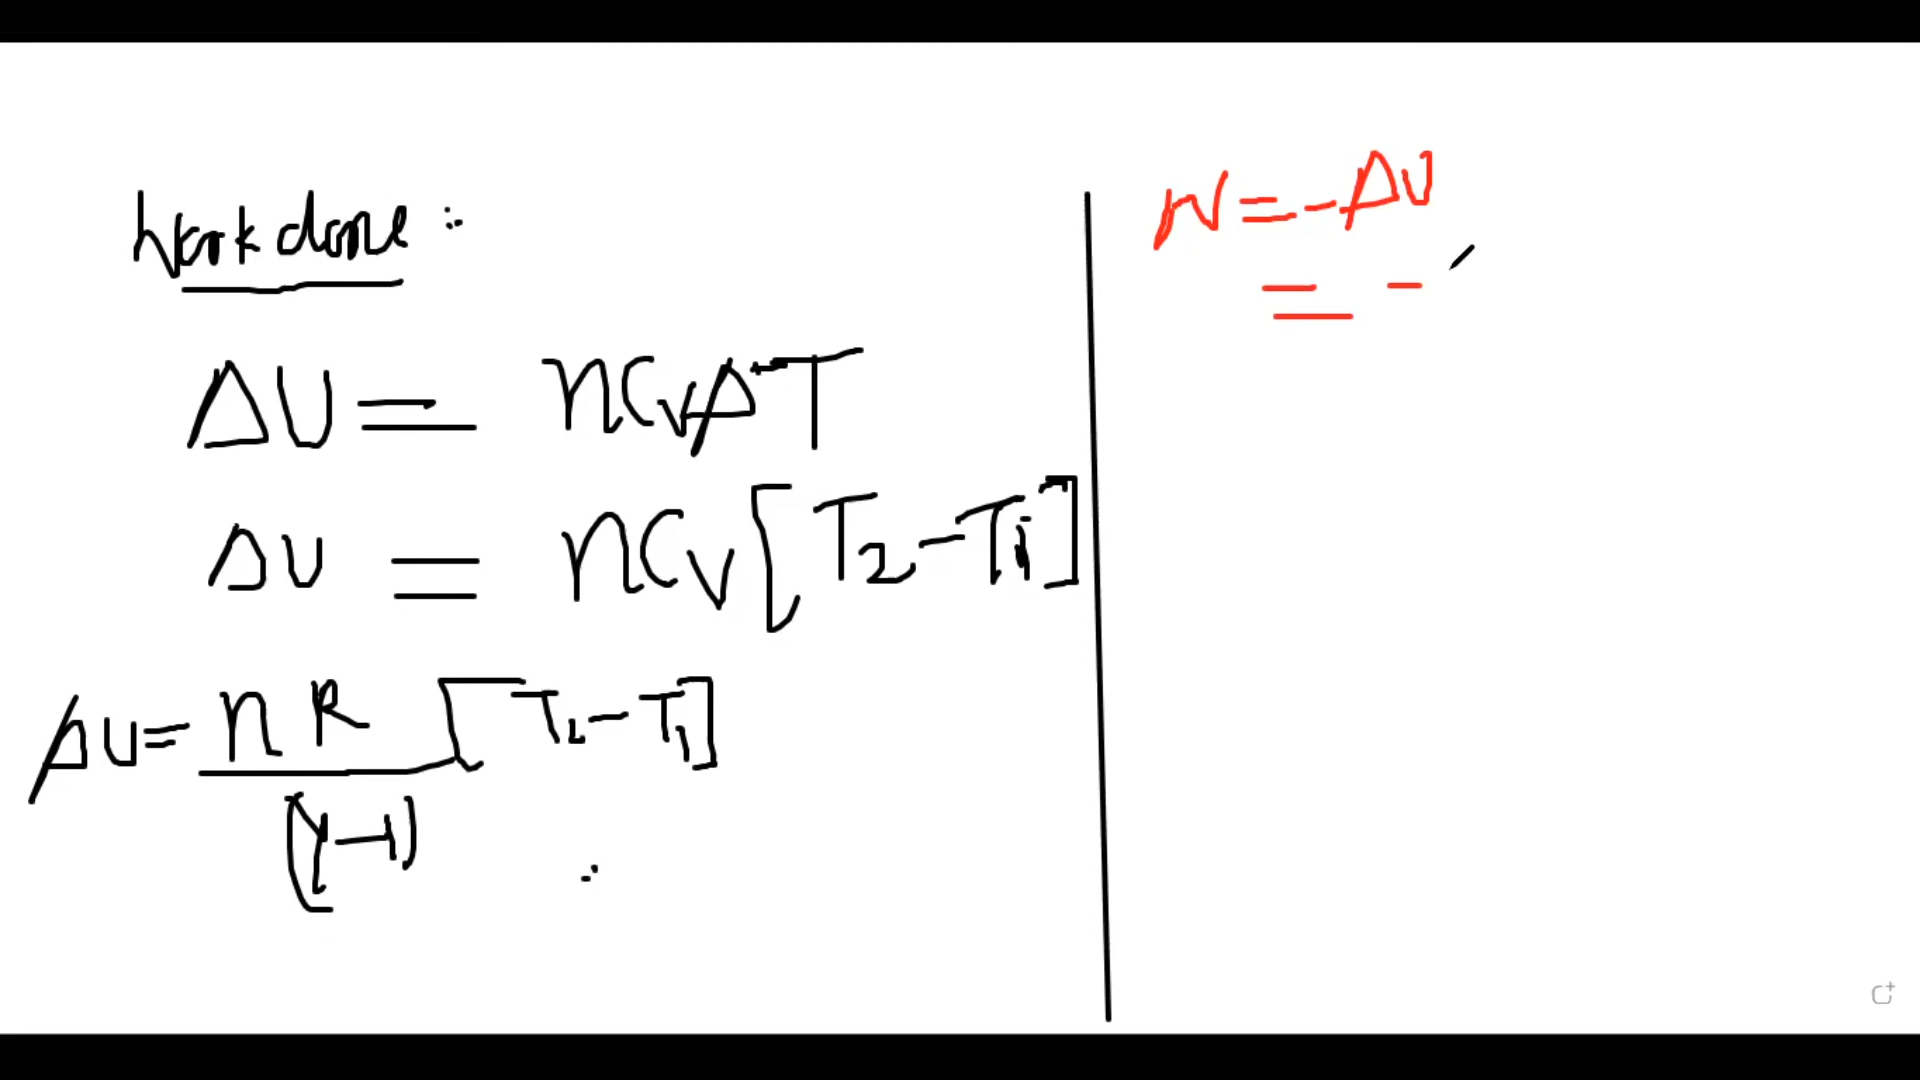 Work done :-
ΔU = nCvΔT
ΔU = nCv[T2-T1]
ΔU = nR/(γ-1) [T2-T1]
W = -ΔU
= -